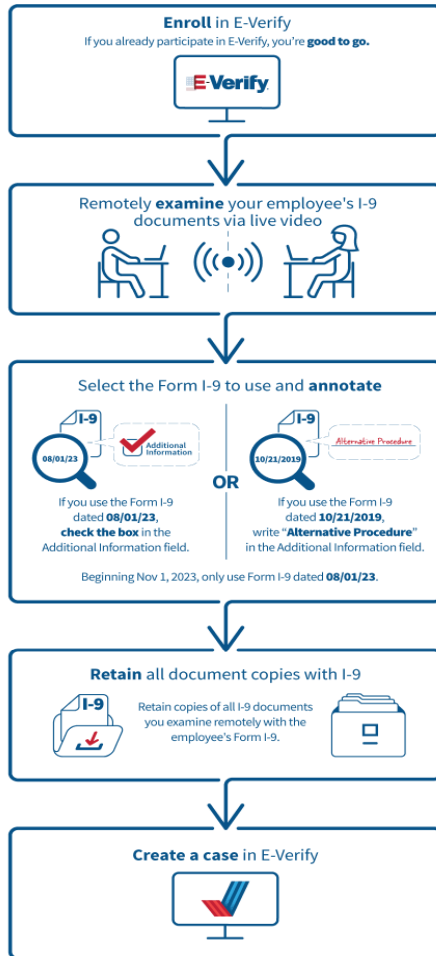 Enroll in E-Verify
If you already participate in E-Verify, you're good to go.
E-Verify
Remotely examine your employee's I-9
documents via live video
Select the Form I-9 to use and annotate
I-9
08/01/23
Additional
Information
If you use the Form I-9
dated 08/01/23,
check the box in the
Additional Information field.
OR
I-9
10/21/2019
Alternative Procedure
If you use the Form I-9
dated 10/21/2019,
write “Alternative Procedure”
in the Additional Information field.
Beginning Nov 1, 2023, only use Form I-9 dated 08/01/23.
Retain all document copies with I-9
I-9
Retain copies of all I-9 documents
you examine remotely with the
employee's Form I-9.
Create a case in E-Verify